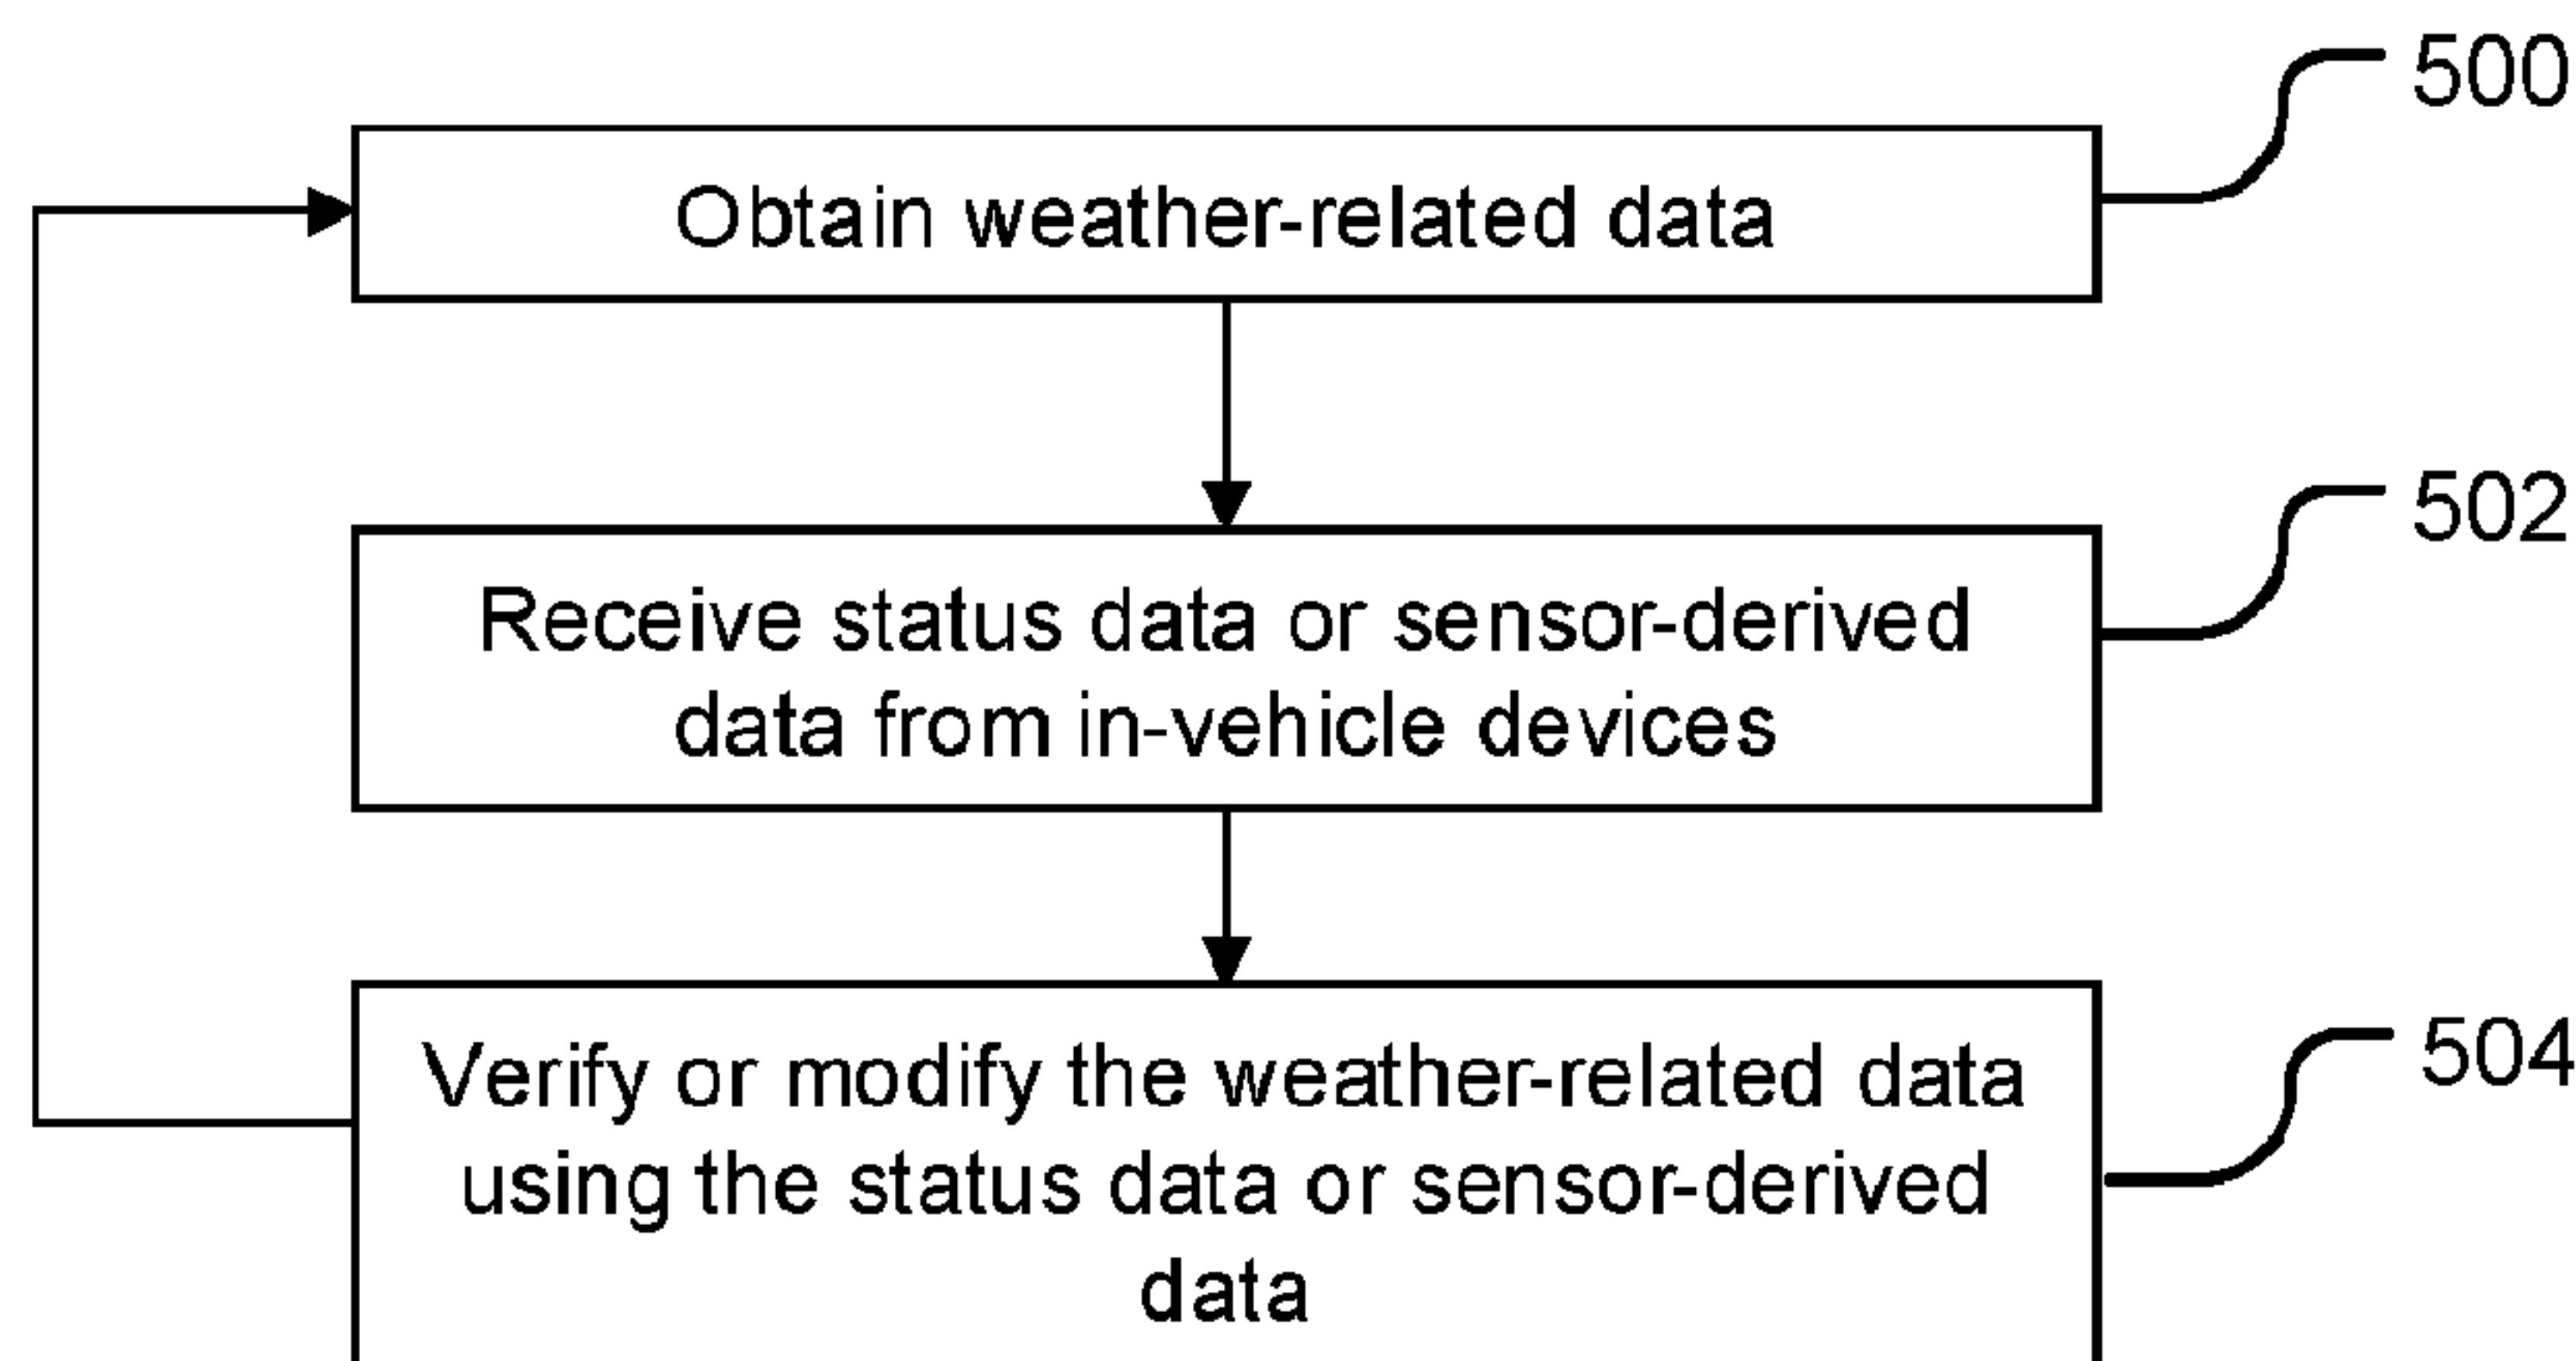 500
Obtain weather-related data
502
Receive status data or sensor-derived
data from in-vehicle devices
504
Verify or modify the weather-related data
using the status data or sensor-derived
data